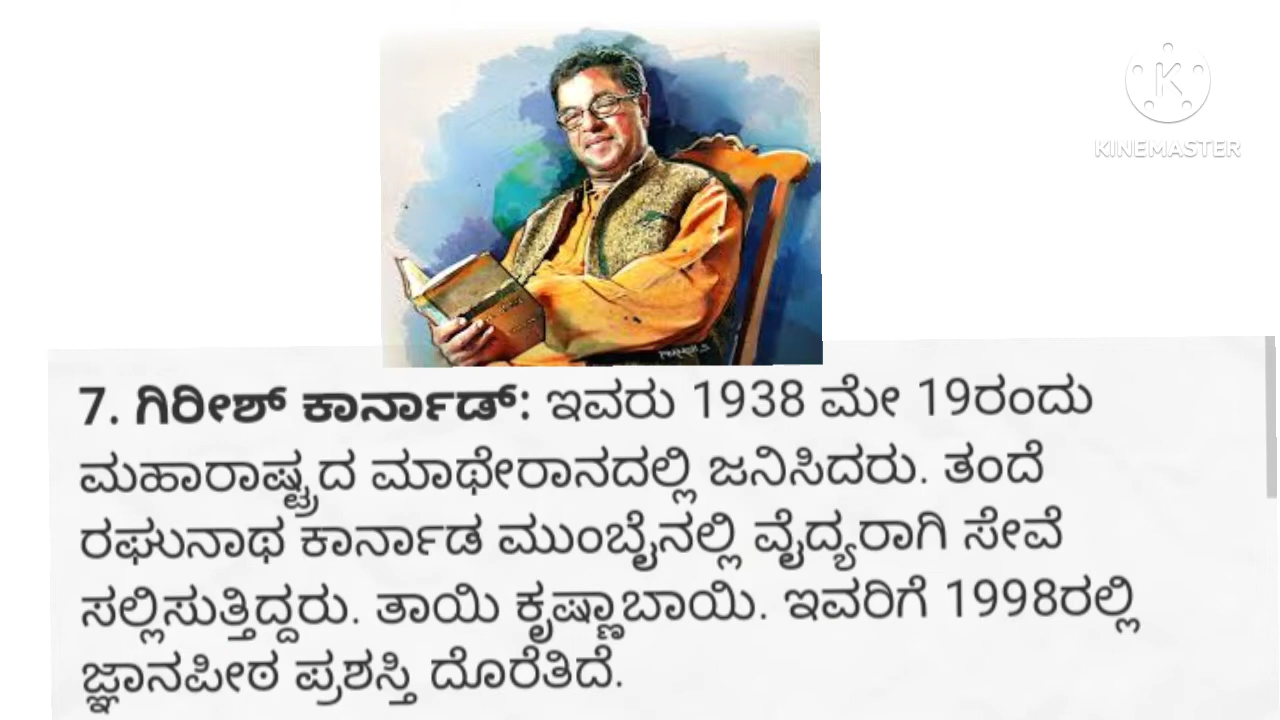 KINEMASTER
7. ಗಿರೀಶ್ ಕಾರ್ನಾಡ್: ಇವರು 1938 ಮೇ 19ರಂದು
ಮಹಾರಾಷ್ಟ್ರದ ಮಾಥೇರಾನದಲ್ಲಿ ಜನಿಸಿದರು. ತಂದೆ
ರಘುನಾಥ ಕಾರ್ನಾಡ ಮುಂಬೈನಲ್ಲಿ ವೈದ್ಯರಾಗಿ ಸೇವೆ
ಸಲ್ಲಿಸುತ್ತಿದ್ದರು. ತಾಯಿ ಕೃಷ್ಣಾಬಾಯಿ. ಇವರಿಗೆ 1998ರಲ್ಲಿ
ಜ್ಞಾನಪೀಠ ಪ್ರಶಸ್ತಿ ದೊರೆತಿದೆ.